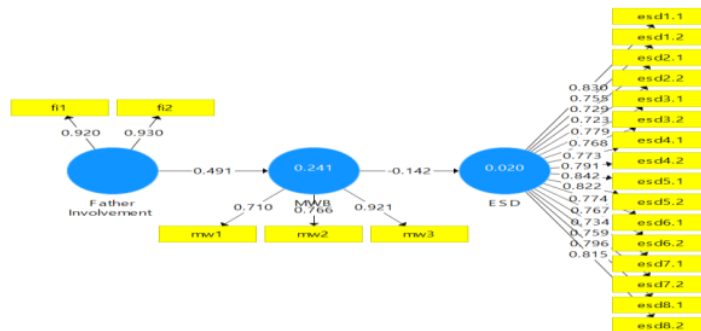 esd1.1
esd1.2
esd2.1
esd2.2
esd3.1
esd3.2
esd4.1
esd4.2
esd5.1
esd5.2
esd6.1
esd6.2
esd7.1
esd7.2
esd8.1
esd8.2
0.830
0.755
0.729
0.723
0.779
0.768
0.773
0.791
0.842
0.822
0.774
0.767
0.734
0.759
0.796
0.815
fi1 fi2
0.920 0.930
0.491 0.241 -0.142 0.020
Father
Involvement
MWB
ESD
0.710 0.766 0.921
mw1 mw2 mw3